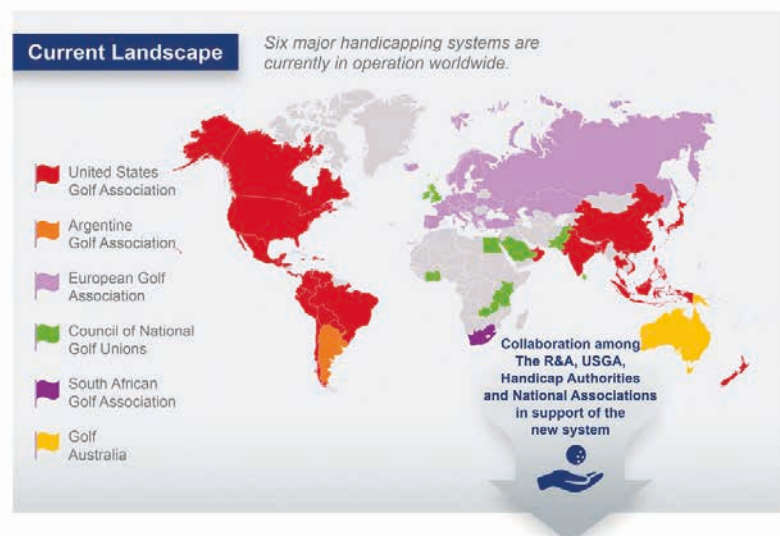 Current Landscape
Six major handicapping systems are
currently in operation worldwide.
United States
Golf Association
Argentine
Golf Association
European Golf
Association
Council of National
Golf Unions
South African
Golf Association
Golf
Australia
Collaboration among
The R&A, USGA,
Handicap Authorities
and National Associations
in support of the
new system